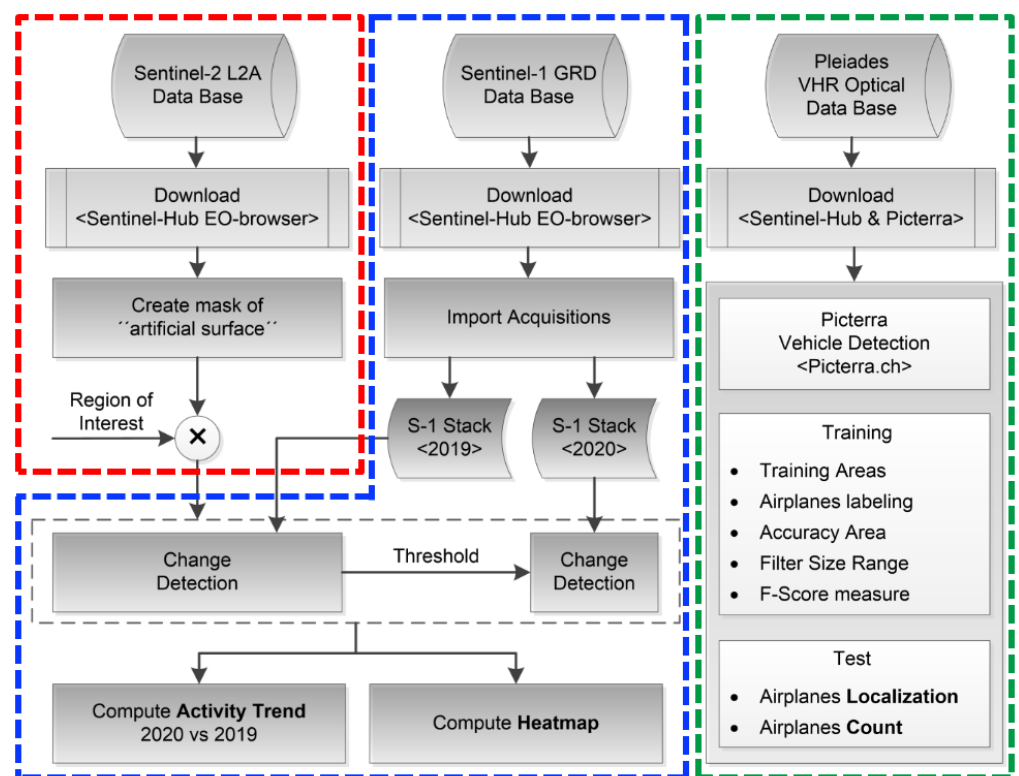 Sentinel-2 L2A
Data Base
Download
<Sentinel-Hub EO-browser>
Create mask of
´´artificial surface´´
Region of
Interest
×
Sentinel-1 GRD
Data Base
Download
<Sentinel-Hub EO-browser>
Import Acquisitions
S-1 Stack
<2019>
S-1 Stack
<2020>
Change
Detection
Threshold
Change
Detection
Compute Activity Trend
2020 vs 2019
Compute Heatmap
Pleiades
VHR Optical
Data Base
Download
<Sentinel-Hub & Picterra>
Picterra
Vehicle Detection
<Picterra.ch>
Training
• Training Areas
• Airplanes labeling
• Accuracy Area
• Filter Size Range
• F-Score measure
Test
• Airplanes Localization
• Airplanes Count